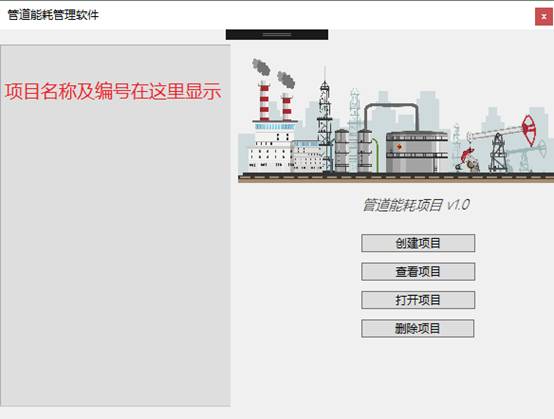 管道能耗管理软件
x
项目名称及编号在这里显示
管道能耗项目 v1.0
创建项目
查看项目
打开项目
删除项目